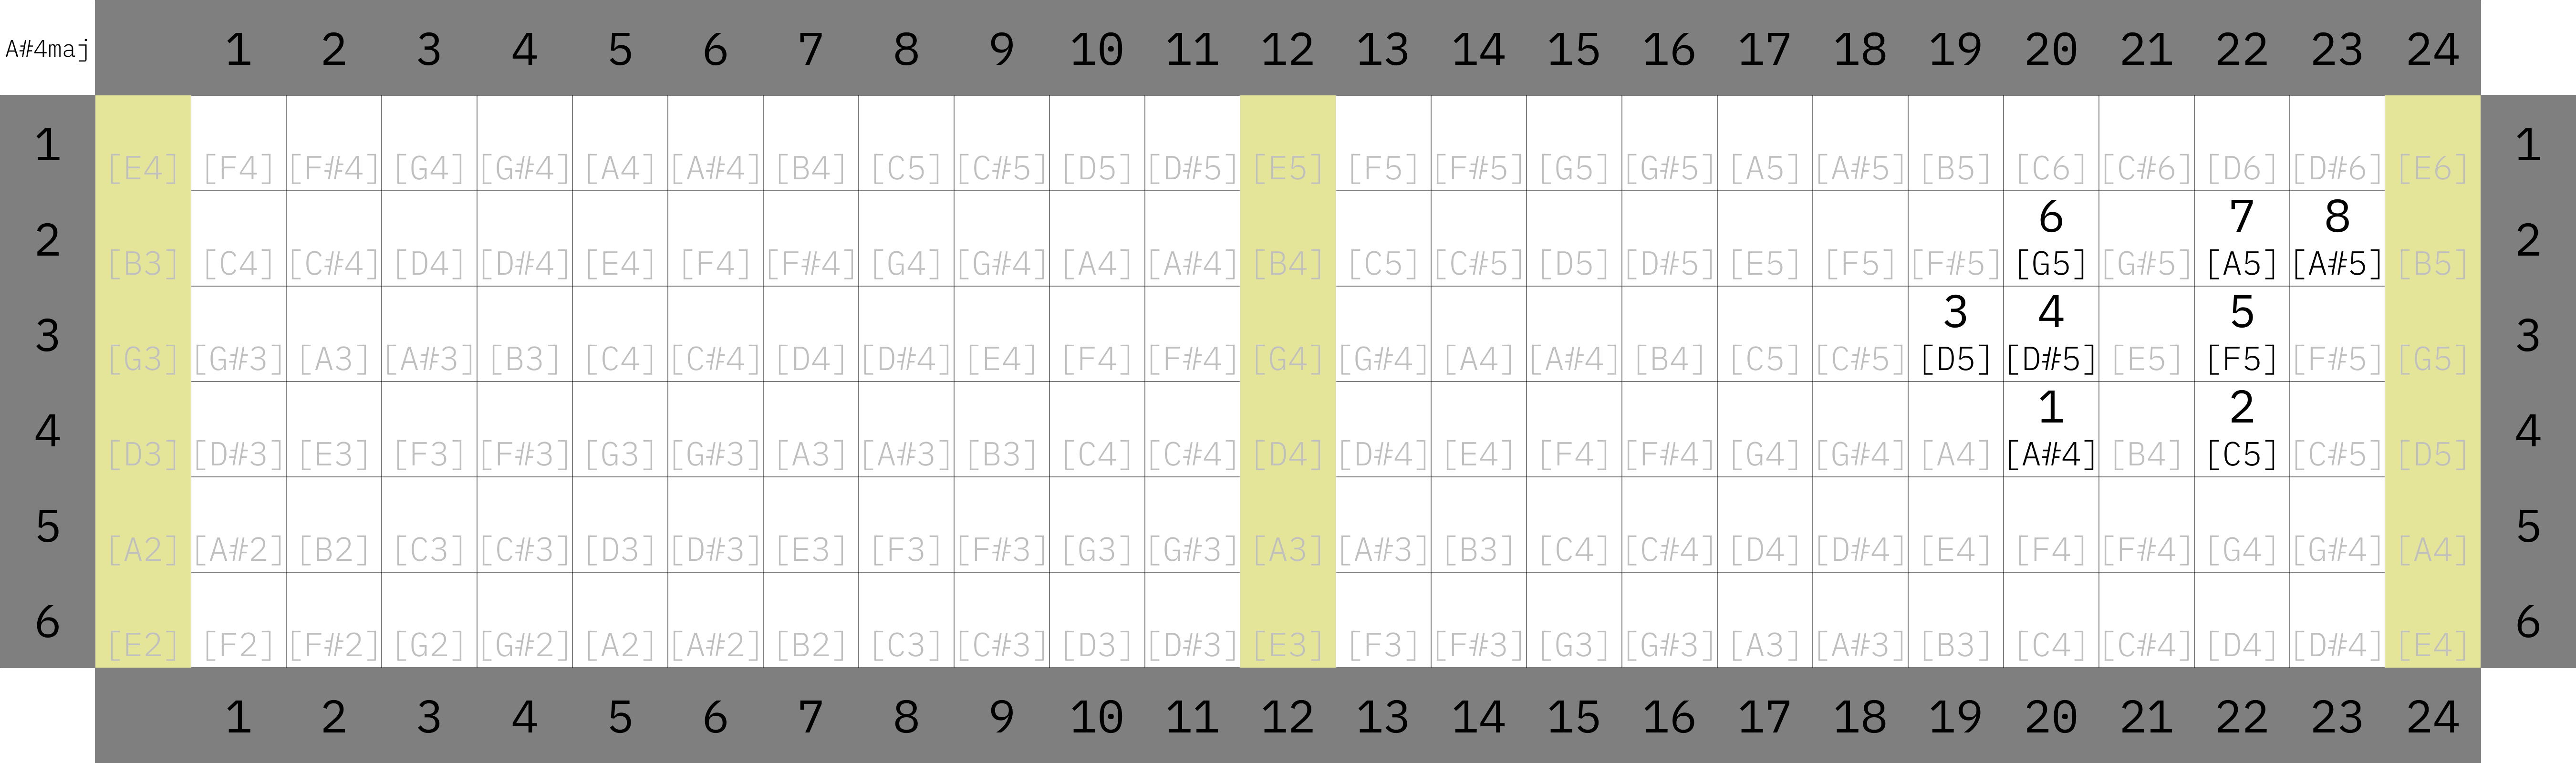 A#4maj 1 2 3 4 5 6 7 8 9 10 11 12 13 14 15 16 17 18 19 20 21 22 23 24
1 [E4] [F4] [F#4] [G4] [G#4] [A4] [A#4] [B4] [C5] [C#5] [D5] [D#5] [E5] [F5] [F#5] [G5] [G#5] [A5] [A#5] [B5] [C6] [C#6] [D6] [D#6] [E6] 1
6 7 8
2 [B3] [C4] [C#4] [D4] [D#4] [E4] [F4] [F#4] [G4] [G#4] [A4] [A#4] [B4] [C5] [C#5] [D5] [D#5] [E5] [F5] [F#5] [G5] [G#5] [A5] [A#5] [B5] 2
3 4 5
3 [G3] [G#3] [A3] [A#3] [B3] [C4] [C#4] [D4] [D#4] [E4] [F4] [F#4] [G4] [G#4] [A4] [A#4] [B4] [C5] [C#5] [D5] [D#5] [E5] [F5] [F#5] [G5] 3
1 2
4 [D3] [D#3] [E3] [F3] [F#3] [G3] [G#3] [A3] [A#3] [B3] [C4] [C#4] [D4] [D#4] [E4] [F4] [F#4] [G4] [G#4] [A4] [A#4] [B4] [C5] [C#5] [D5] 4
5 [A2] [A#2] [B2] [C3] [C#3] [D3] [D#3] [E3] [F3] [F#3] [G3] [G#3] [A3] [A#3] [B3] [C4] [C#4] [D4] [D#4] [E4] [F4] [F#4] [G4] [G#4] [A4] 5
6 [E2] [F2] [F#2] [G2] [G#2] [A2] [A#2] [B2] [C3] [C#3] [D3] [D#3] [E3] [F3] [F#3] [G3] [G#3] [A3] [A#3] [B3] [C4] [C#4] [D4] [D#4] [E4] 6
1 2 3 4 5 6 7 8 9 10 11 12 13 14 15 16 17 18 19 20 21 22 23 24